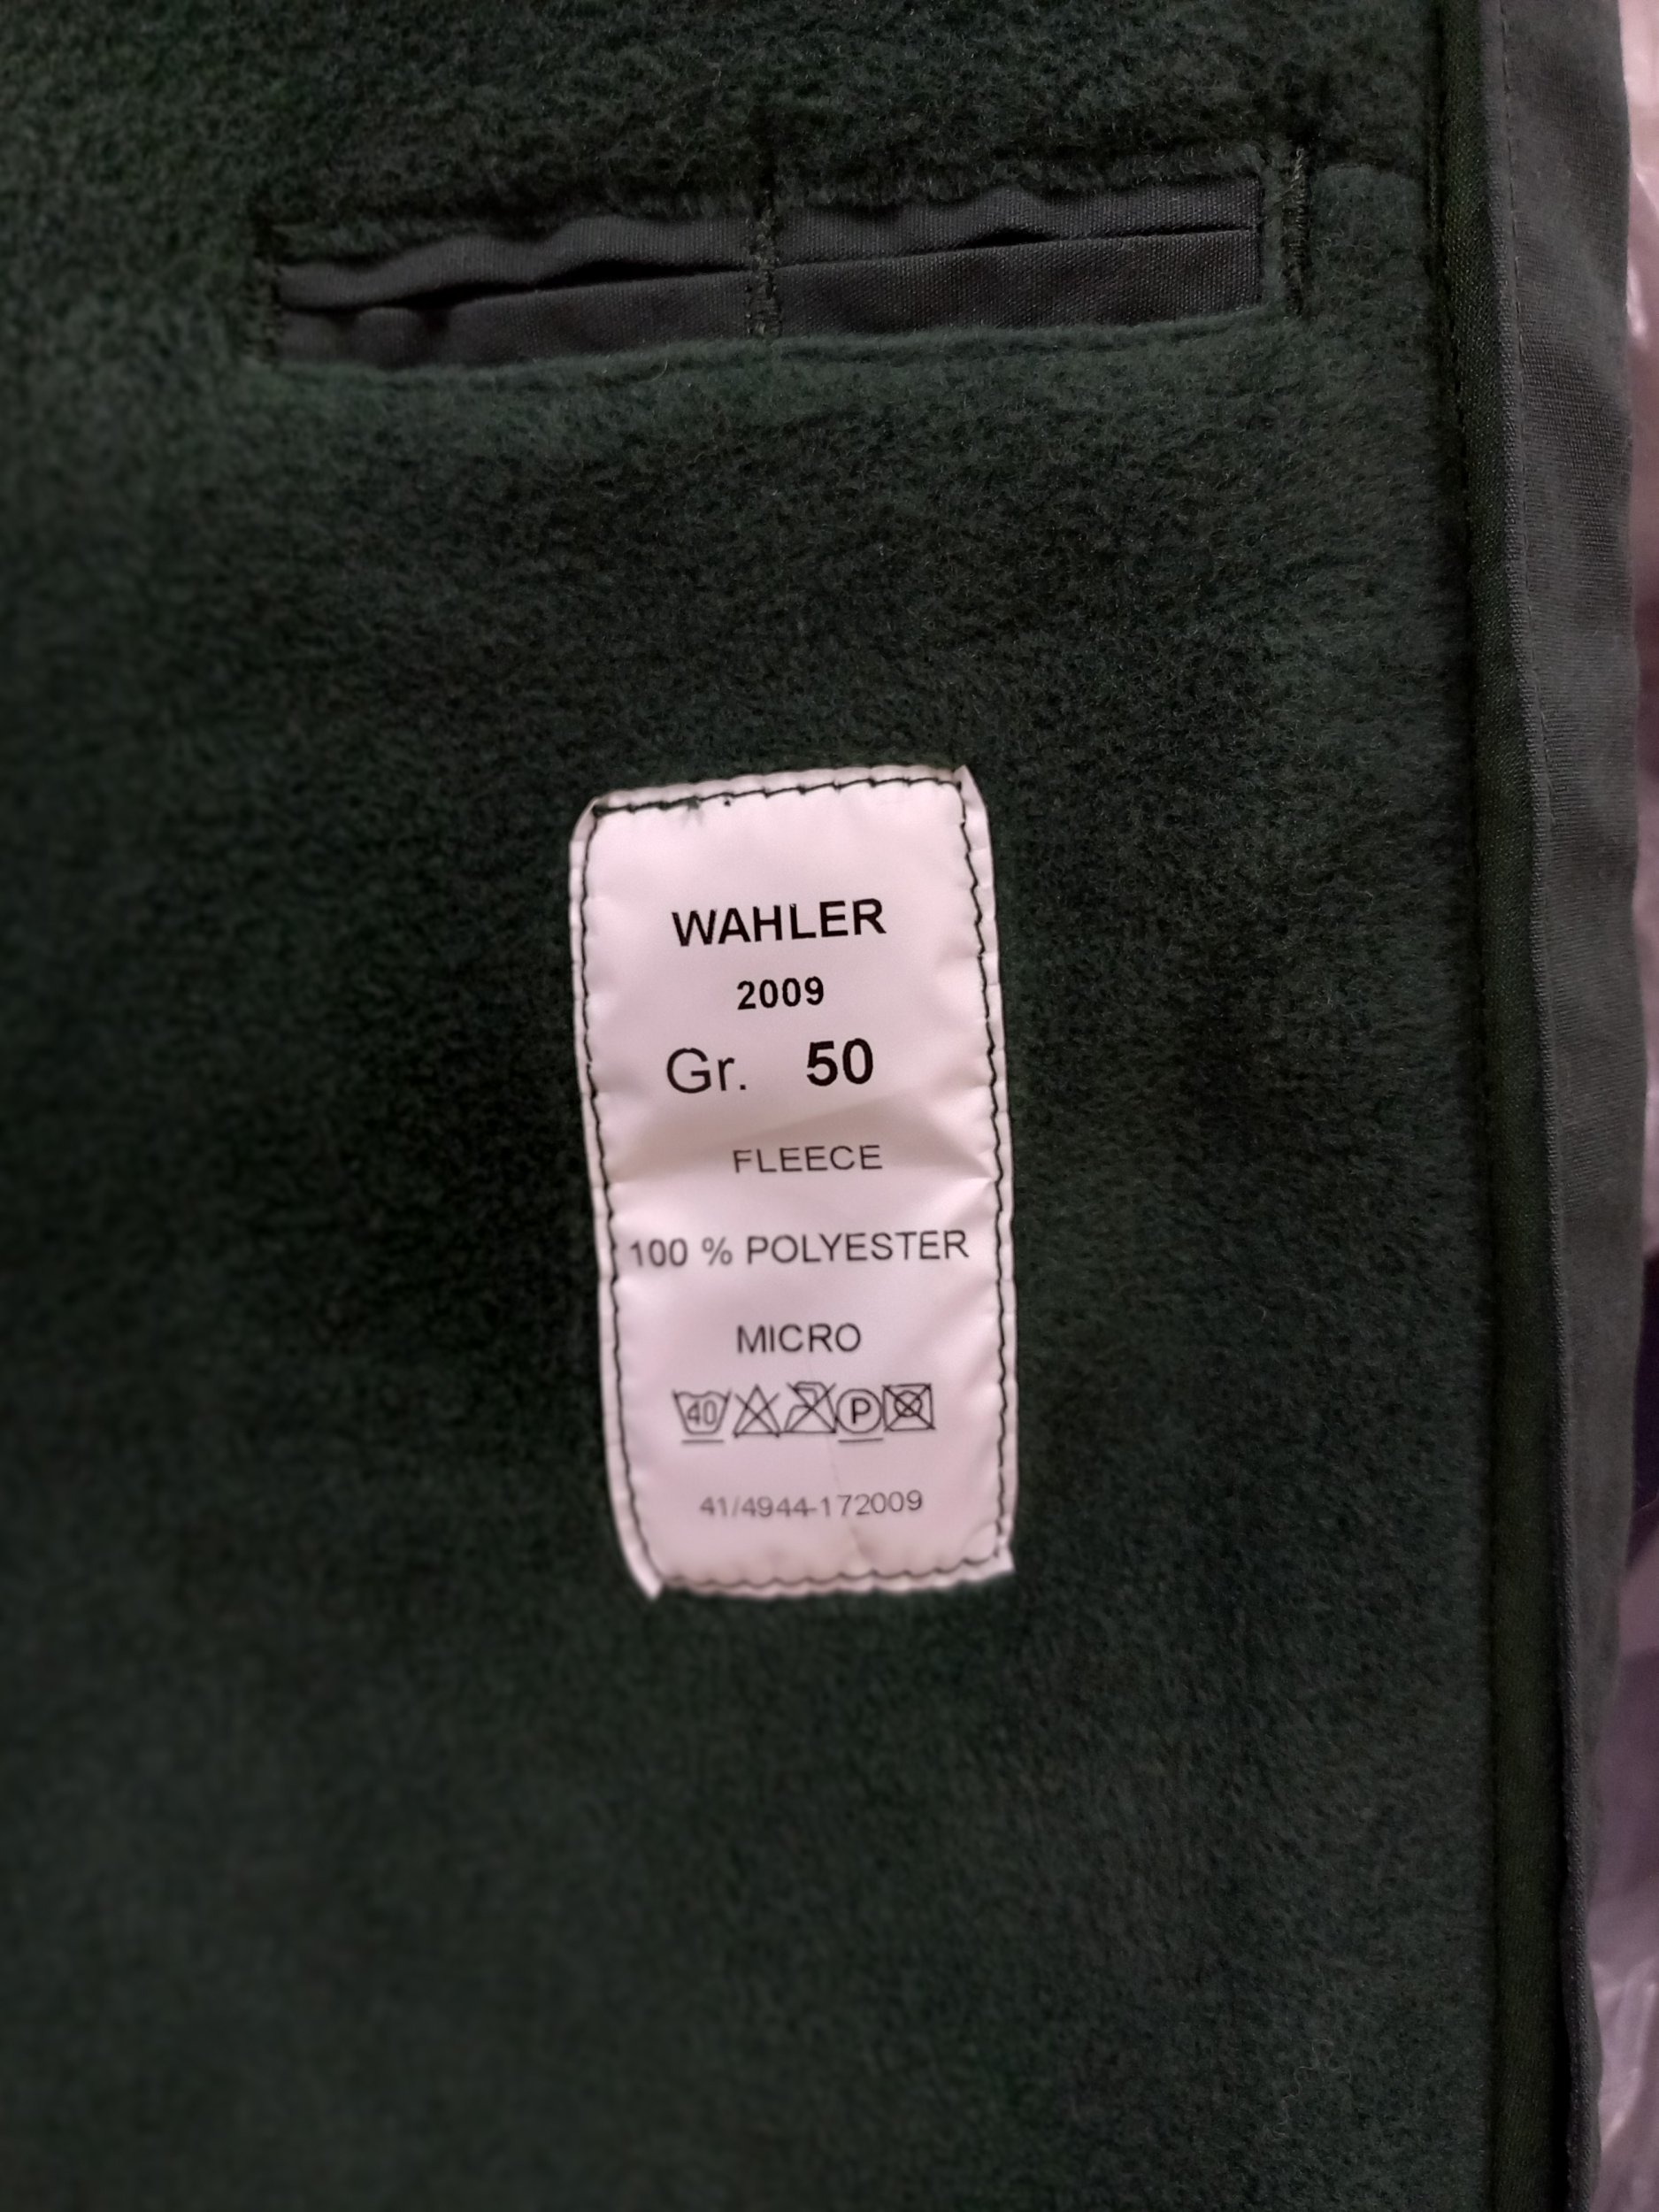 WAHLER
2009
Gr. 50
FLEECE
100 % POLYESTER
MICRO
40 P
41/4944-172009